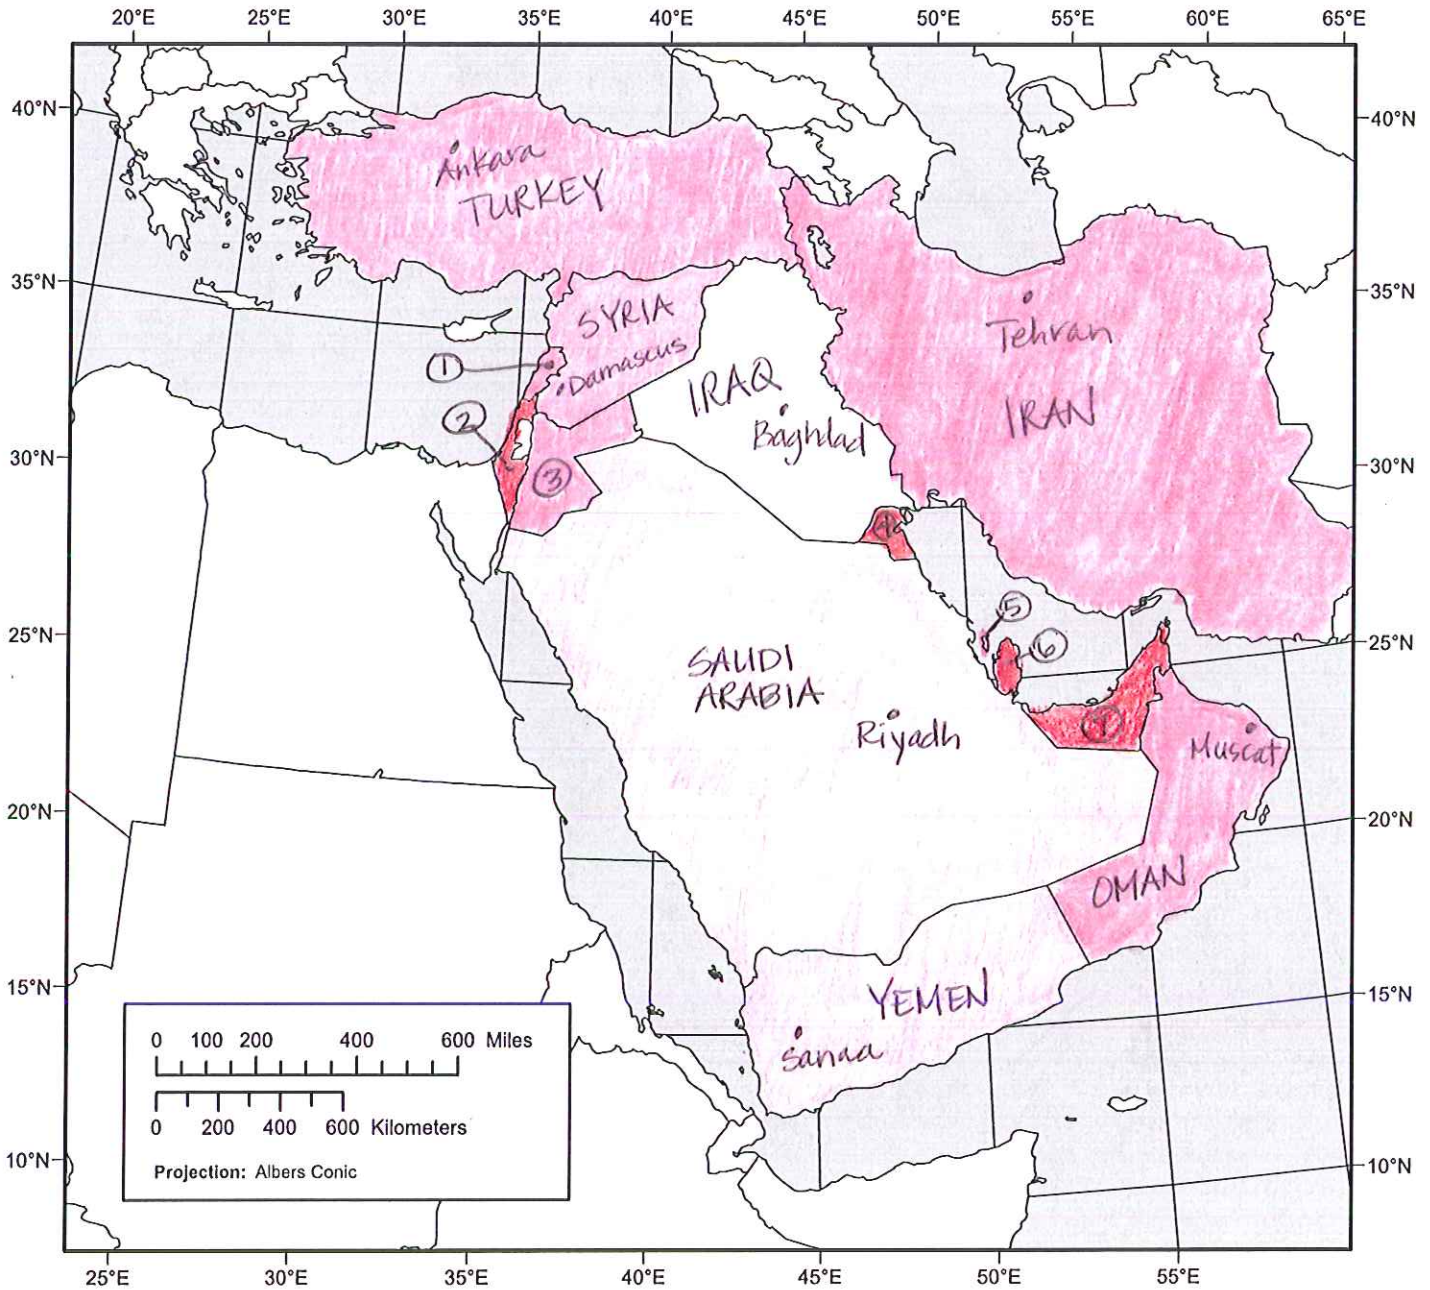 20°E 25°E 30°E 35°E 40°E 45°E 50°E 55°E 60°E 65°E
40°N
40°N
Ankara
TURKEY
35°N
35°N
SYRIA
Tehran
① Damascus
IRAQ
IRAN
②
Baghdad
30°N
30°N
③
④
⑤
25°N
25°N
⑥
SAUDI
ARABIA
Riyadh
⑦
Muscat
20°N
20°N
OMAN
15°N
15°N
YEMEN
Sanaa
0 100 200 400 600 Miles
0 200 400 600 Kilometers
Projection: Albers Conic
10°N
10°N
25°E 30°E 35°E 40°E 45°E 50°E 55°E